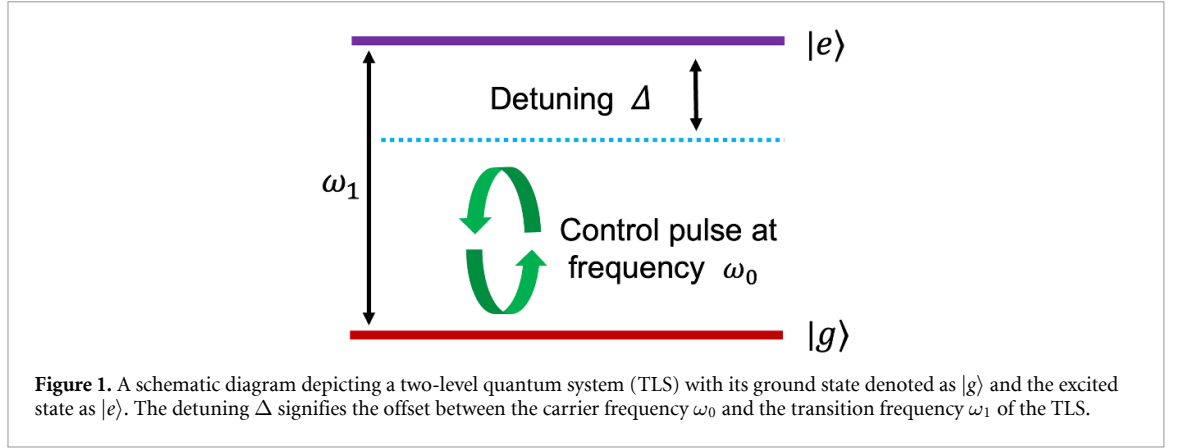 |e⟩
Detuning Δ
ω₁
Control pulse at
frequency ω₀
|g⟩
Figure 1. A schematic diagram depicting a two-level quantum system (TLS) with its ground state denoted as |g⟩ and the excited
state as |e⟩. The detuning Δ signifies the offset between the carrier frequency ω₀ and the transition frequency ω₁ of the TLS.